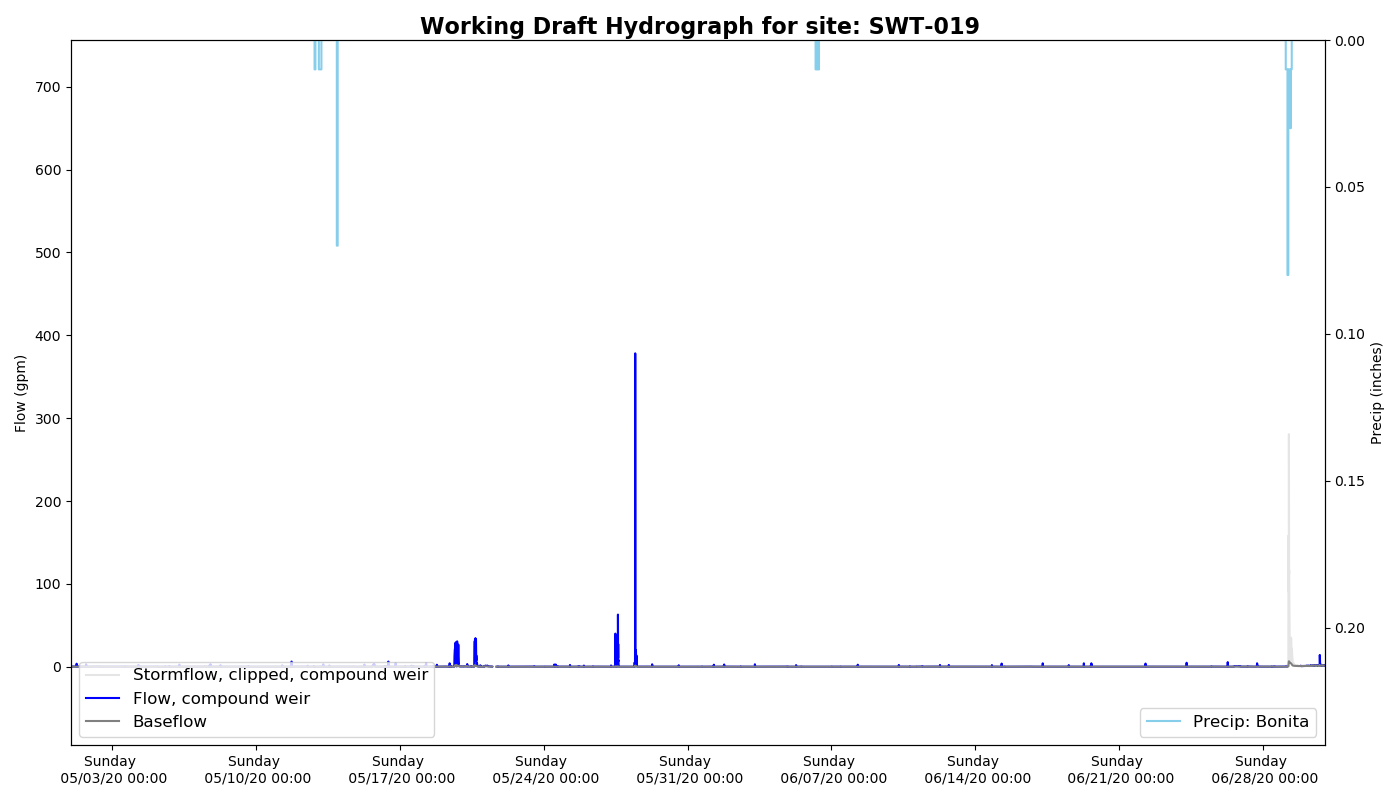 Working Draft Hydrograph for site: SWT-019
700
600
500
400
300
200
100
0
Flow (gpm)
0.00
0.05
0.10
0.15
0.20
Precip (inches)
Stormflow, clipped, compound weir
Flow, compound weir
Baseflow
Precip: Bonita
Sunday
05/03/20 00:00
Sunday
05/10/20 00:00
Sunday
05/17/20 00:00
Sunday
05/24/20 00:00
Sunday
05/31/20 00:00
Sunday
06/07/20 00:00
Sunday
06/14/20 00:00
Sunday
06/21/20 00:00
Sunday
06/28/20 00:00